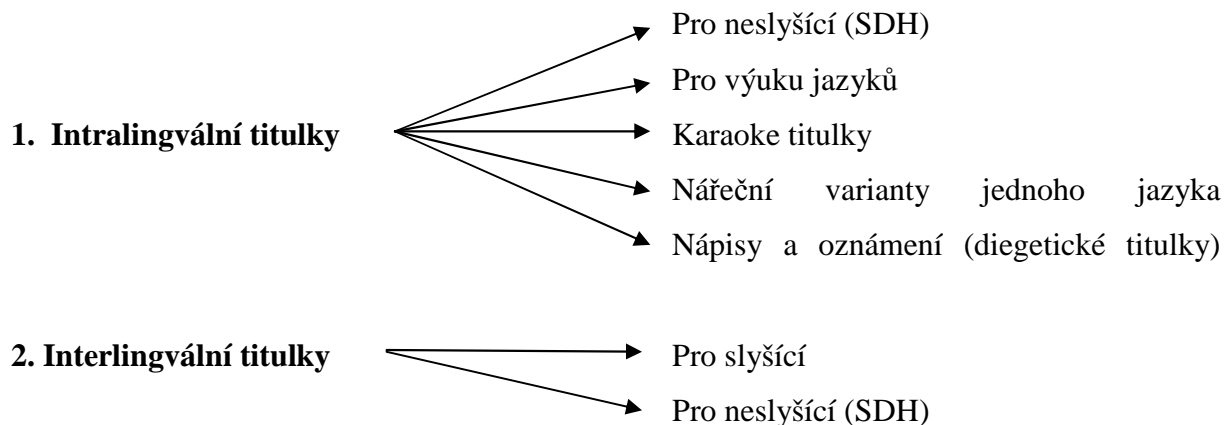 Pro neslyšící (SDH)
Pro výuku jazyků
1. Intralingvální titulky
Karaoke titulky
Nářeční varianty jednoho jazyka
Nápisy a oznámení (diegetické titulky)
2. Interlingvální titulky
Pro slyšící
Pro neslyšící (SDH)